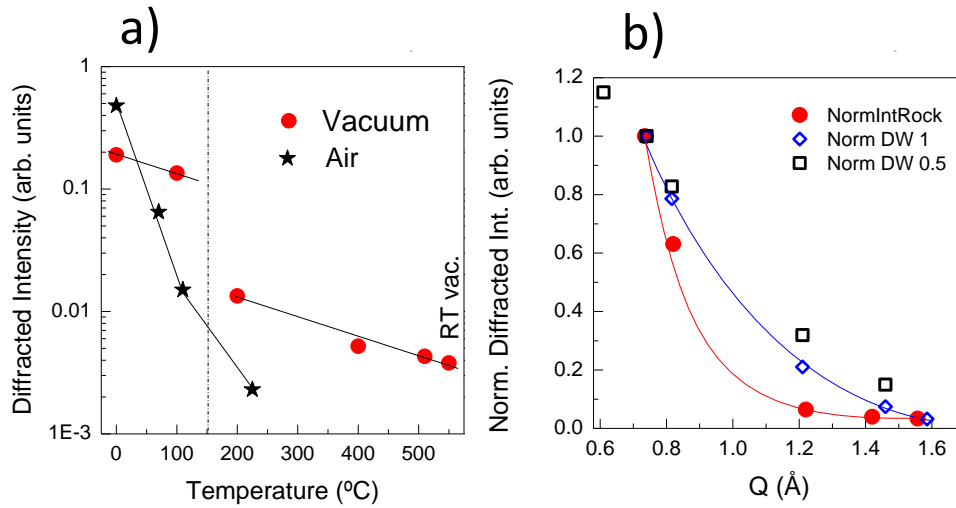 a)
Diffracted Intensity (arb. units)
1
0.1
0.01
1E-3
Vacuum
Air
RT vac.
0 100 200 300 400 500
Temperature (ºC)
b)
Norm. Diffracted Int. (arb. units)
1.2
1.0
0.8
0.6
0.4
0.2
0.0
NormIntRock
Norm DW 1
Norm DW 0.5
0.6 0.8 1.0 1.2 1.4 1.6
Q (Å)